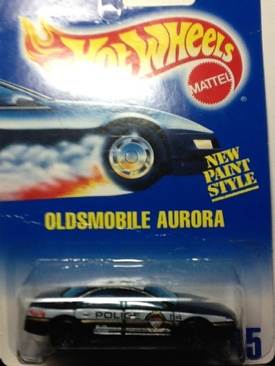 HOT WHEELS
MATTEL
NEW
PAINT
STYLE
OLDSMOBILE AURORA
POLICE
5